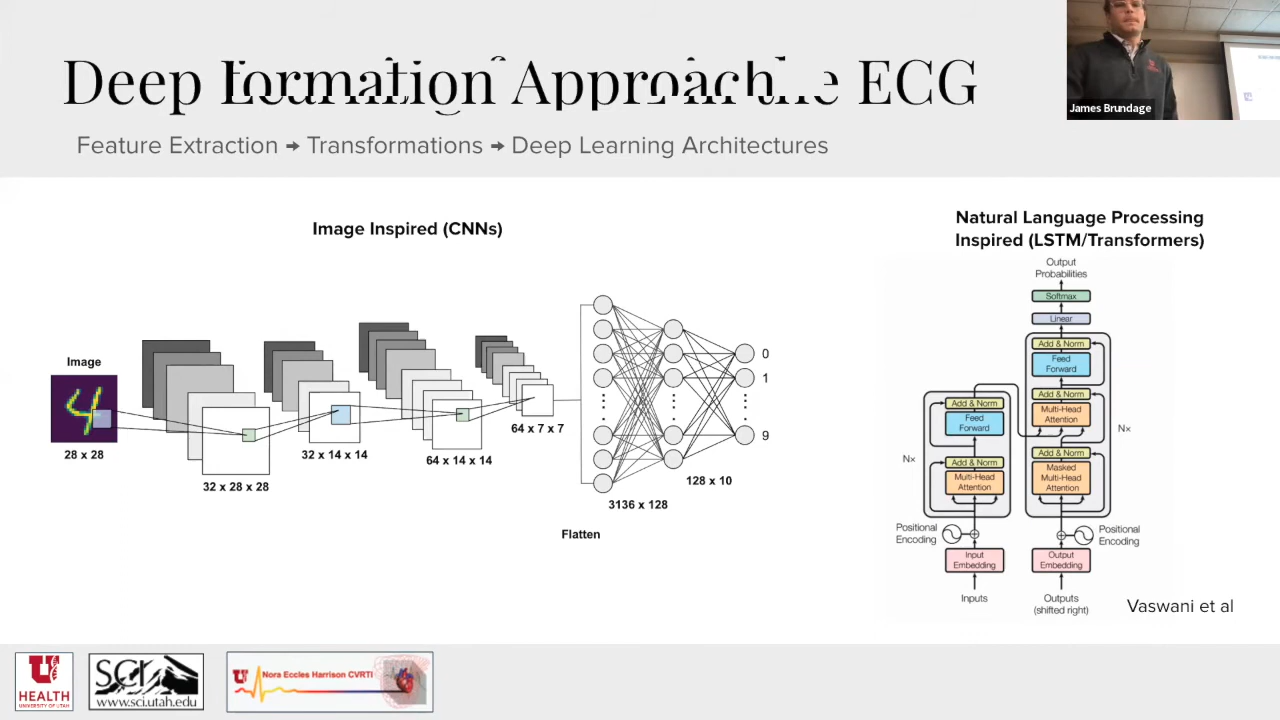 Deep Formation Approach the ECG
James Brundage
Feature Extraction → Transformations → Deep Learning Architectures
Image Inspired (CNNs)
Image
28 x 28
32 x 28 x 28
32 x 14 x 14
64 x 14 x 14
64 x 7 x 7
0
1
9
128 x 10
3136 x 128
Flatten
Natural Language Processing
Inspired (LSTM/Transformers)
Output
Probabilities
Softmax
Linear
Add & Norm
Feed
Forward
Add & Norm
Multi-Head
Attention
Add & Norm
Masked
Multi-Head
Attention
Nx
Add & Norm
Feed
Forward
Add & Norm
Multi-Head
Attention
Nx
Positional
Encoding
Positional
Encoding
Input
Embedding
Output
Embedding
Inputs
Outputs
(shifted right)
Vaswani et al
U
HEALTH
UNIVERSITY OF UTAH
SCI
www.sci.utah.edu
U
Nora Eccles Harrison CVRTI